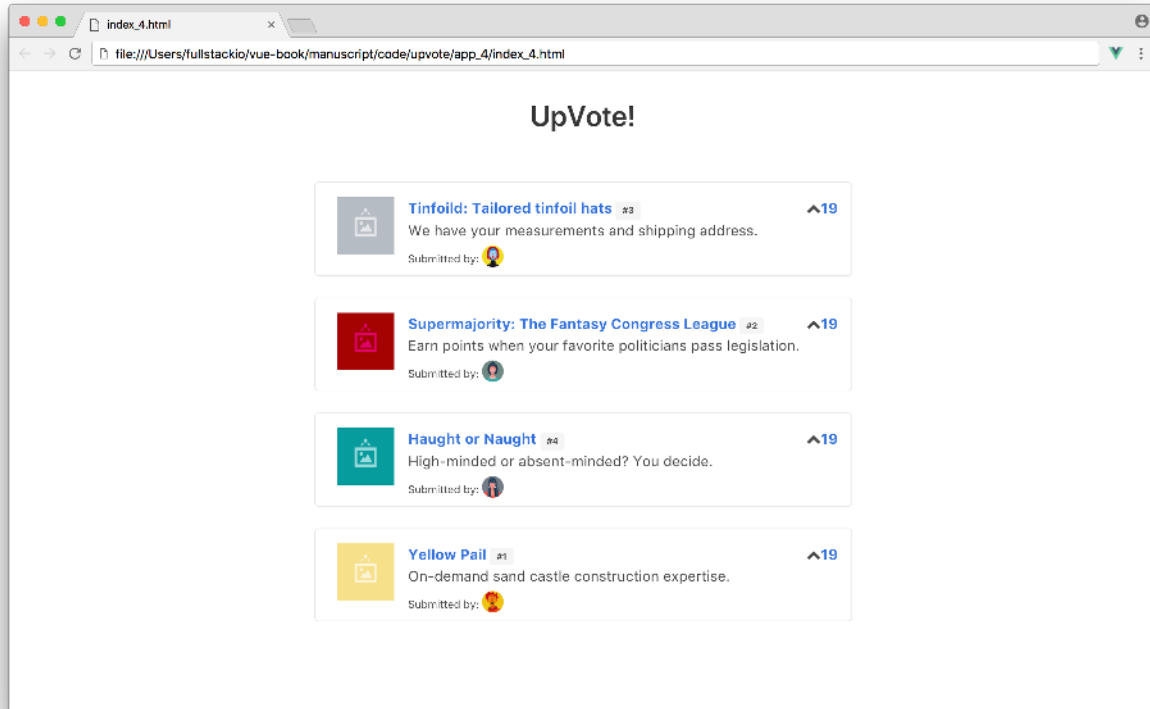 index_4.html
file:///Users/fullstackio/vue-book/manuscript/code/upvote/app_4/index_4.html
UpVote!
Tinfoild: Tailored tinfoil hats #3 19
We have your measurements and shipping address.
Submitted by:
Supermajority: The Fantasy Congress League #2 19
Earn points when your favorite politicians pass legislation.
Submitted by:
Haught or Naught #4 19
High-minded or absent-minded? You decide.
Submitted by:
Yellow Pail #1 19
On-demand sand castle construction expertise.
Submitted by: